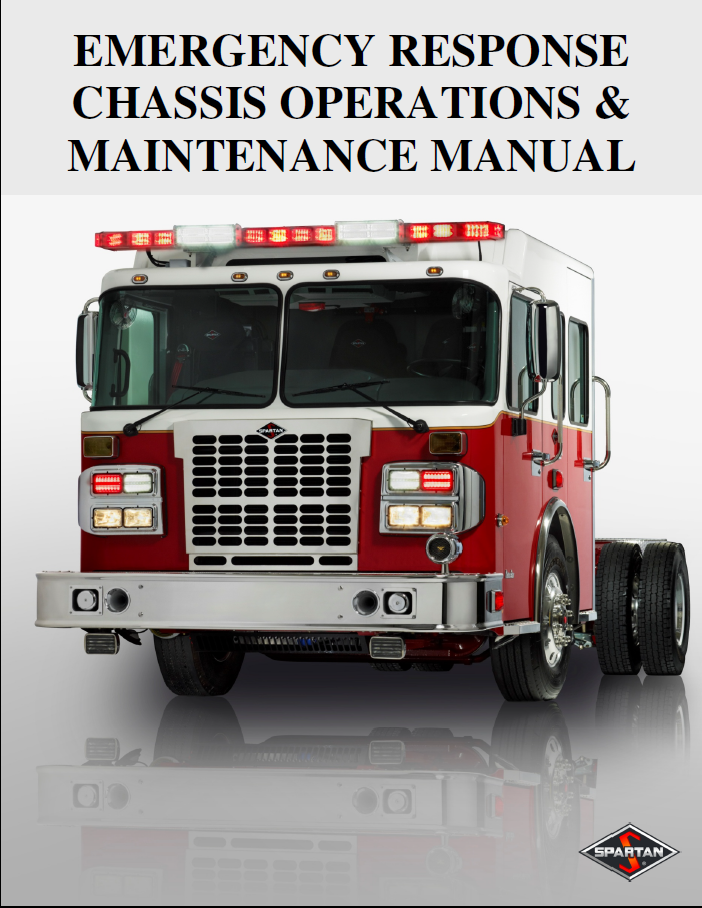 EMERGENCY RESPONSE
CHASSIS OPERATIONS &
MAINTENANCE MANUAL
SPARTAN
SPARTAN